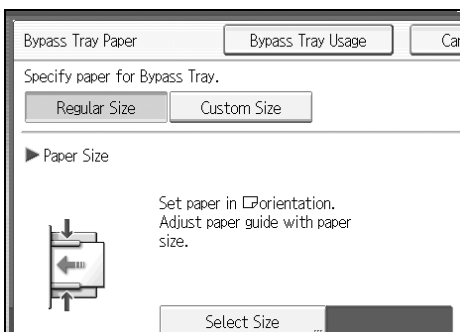 Bypass Tray Paper Bypass Tray Usage
Specify paper for Bypass Tray.
Regular Size Custom Size
▶ Paper Size
Set paper in orientation.
Adjust paper guide with paper
size.
Select Size